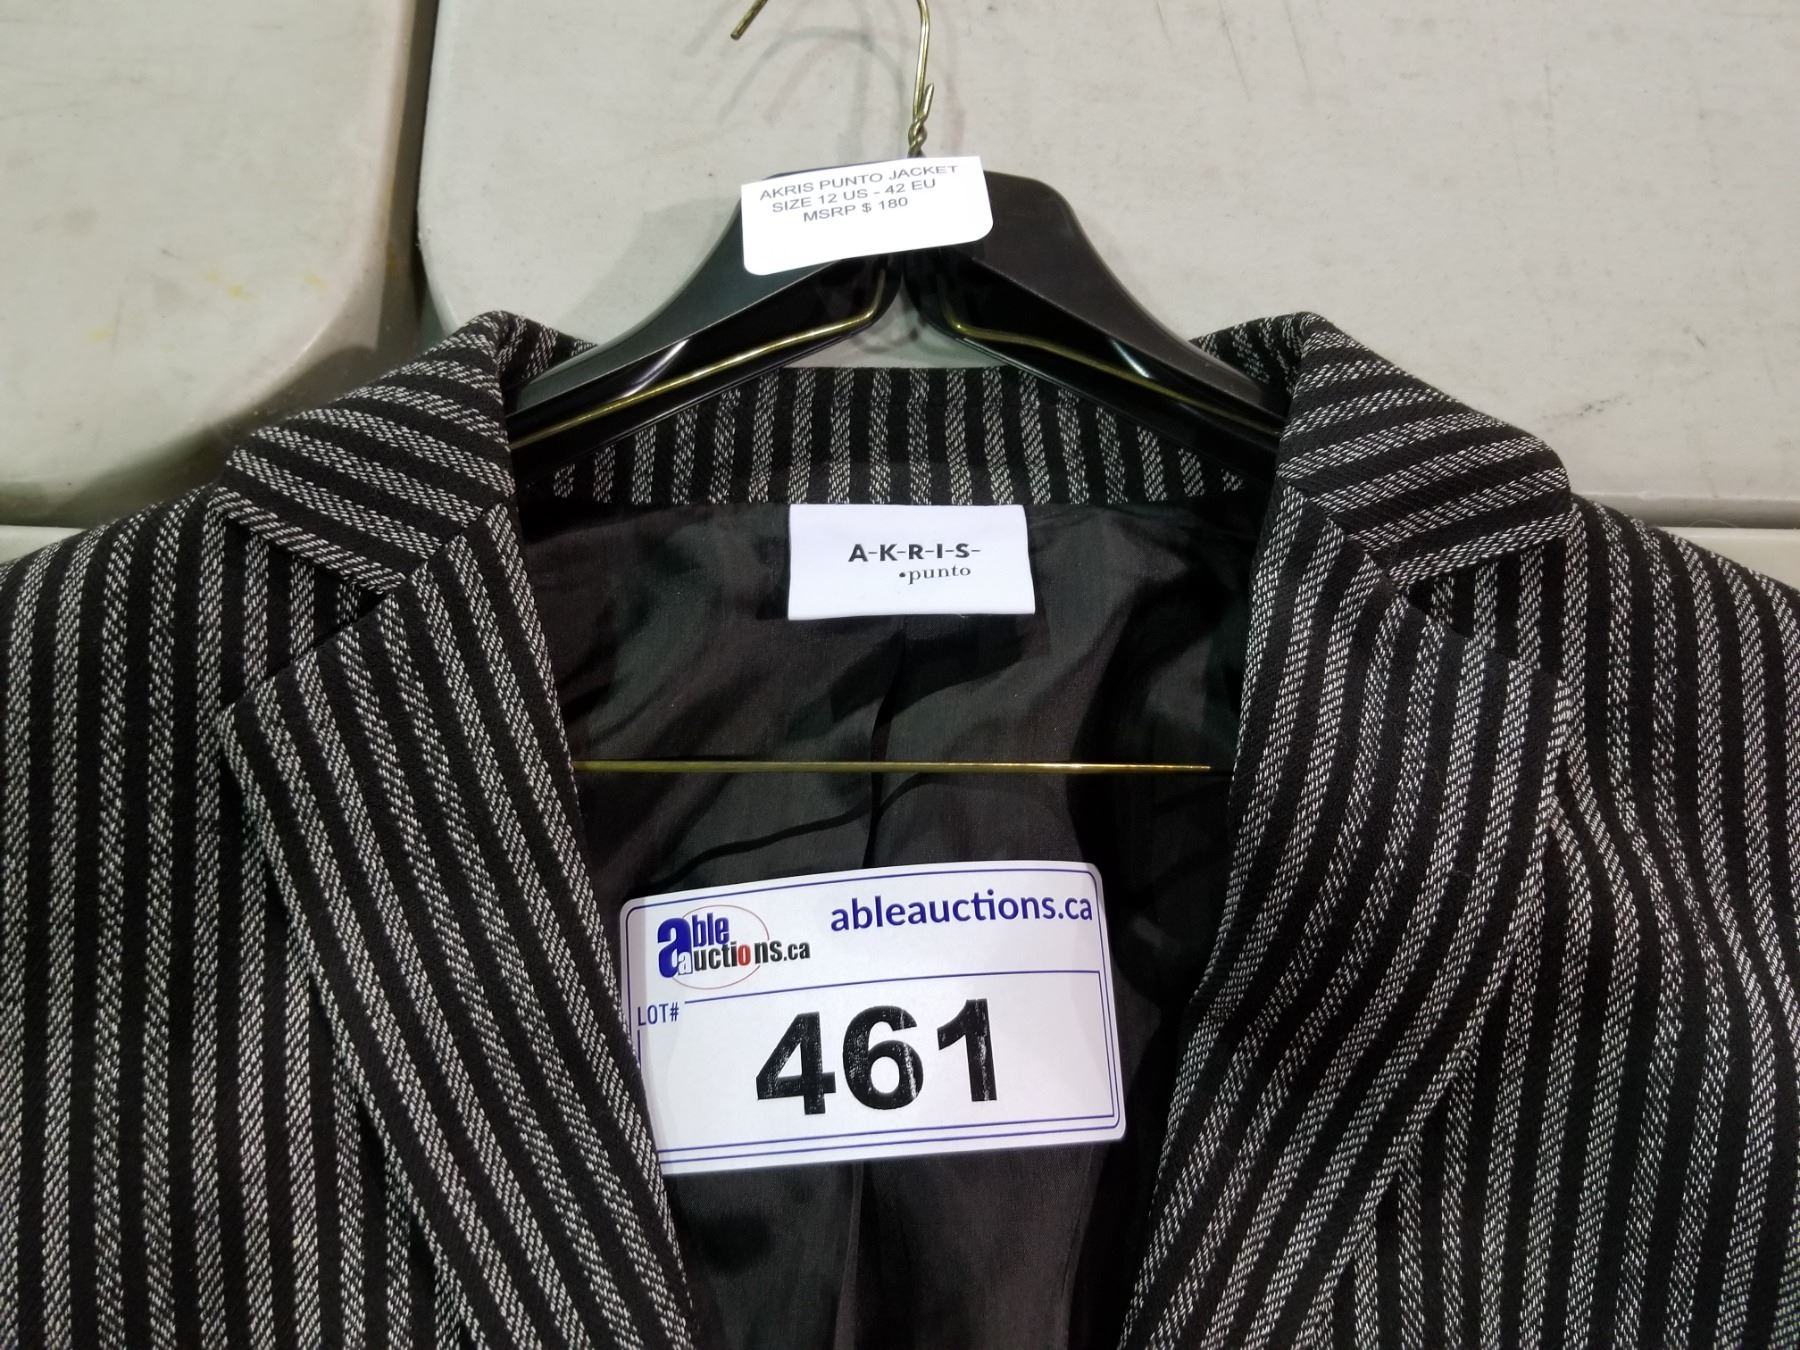 AKRIS PUNTO JACKET
SIZE 12 US - 42 EU
MSRP $ 180
A-K-R-I-S-
•punto
able auctions.ca
ableauctions.ca
LOT#
461